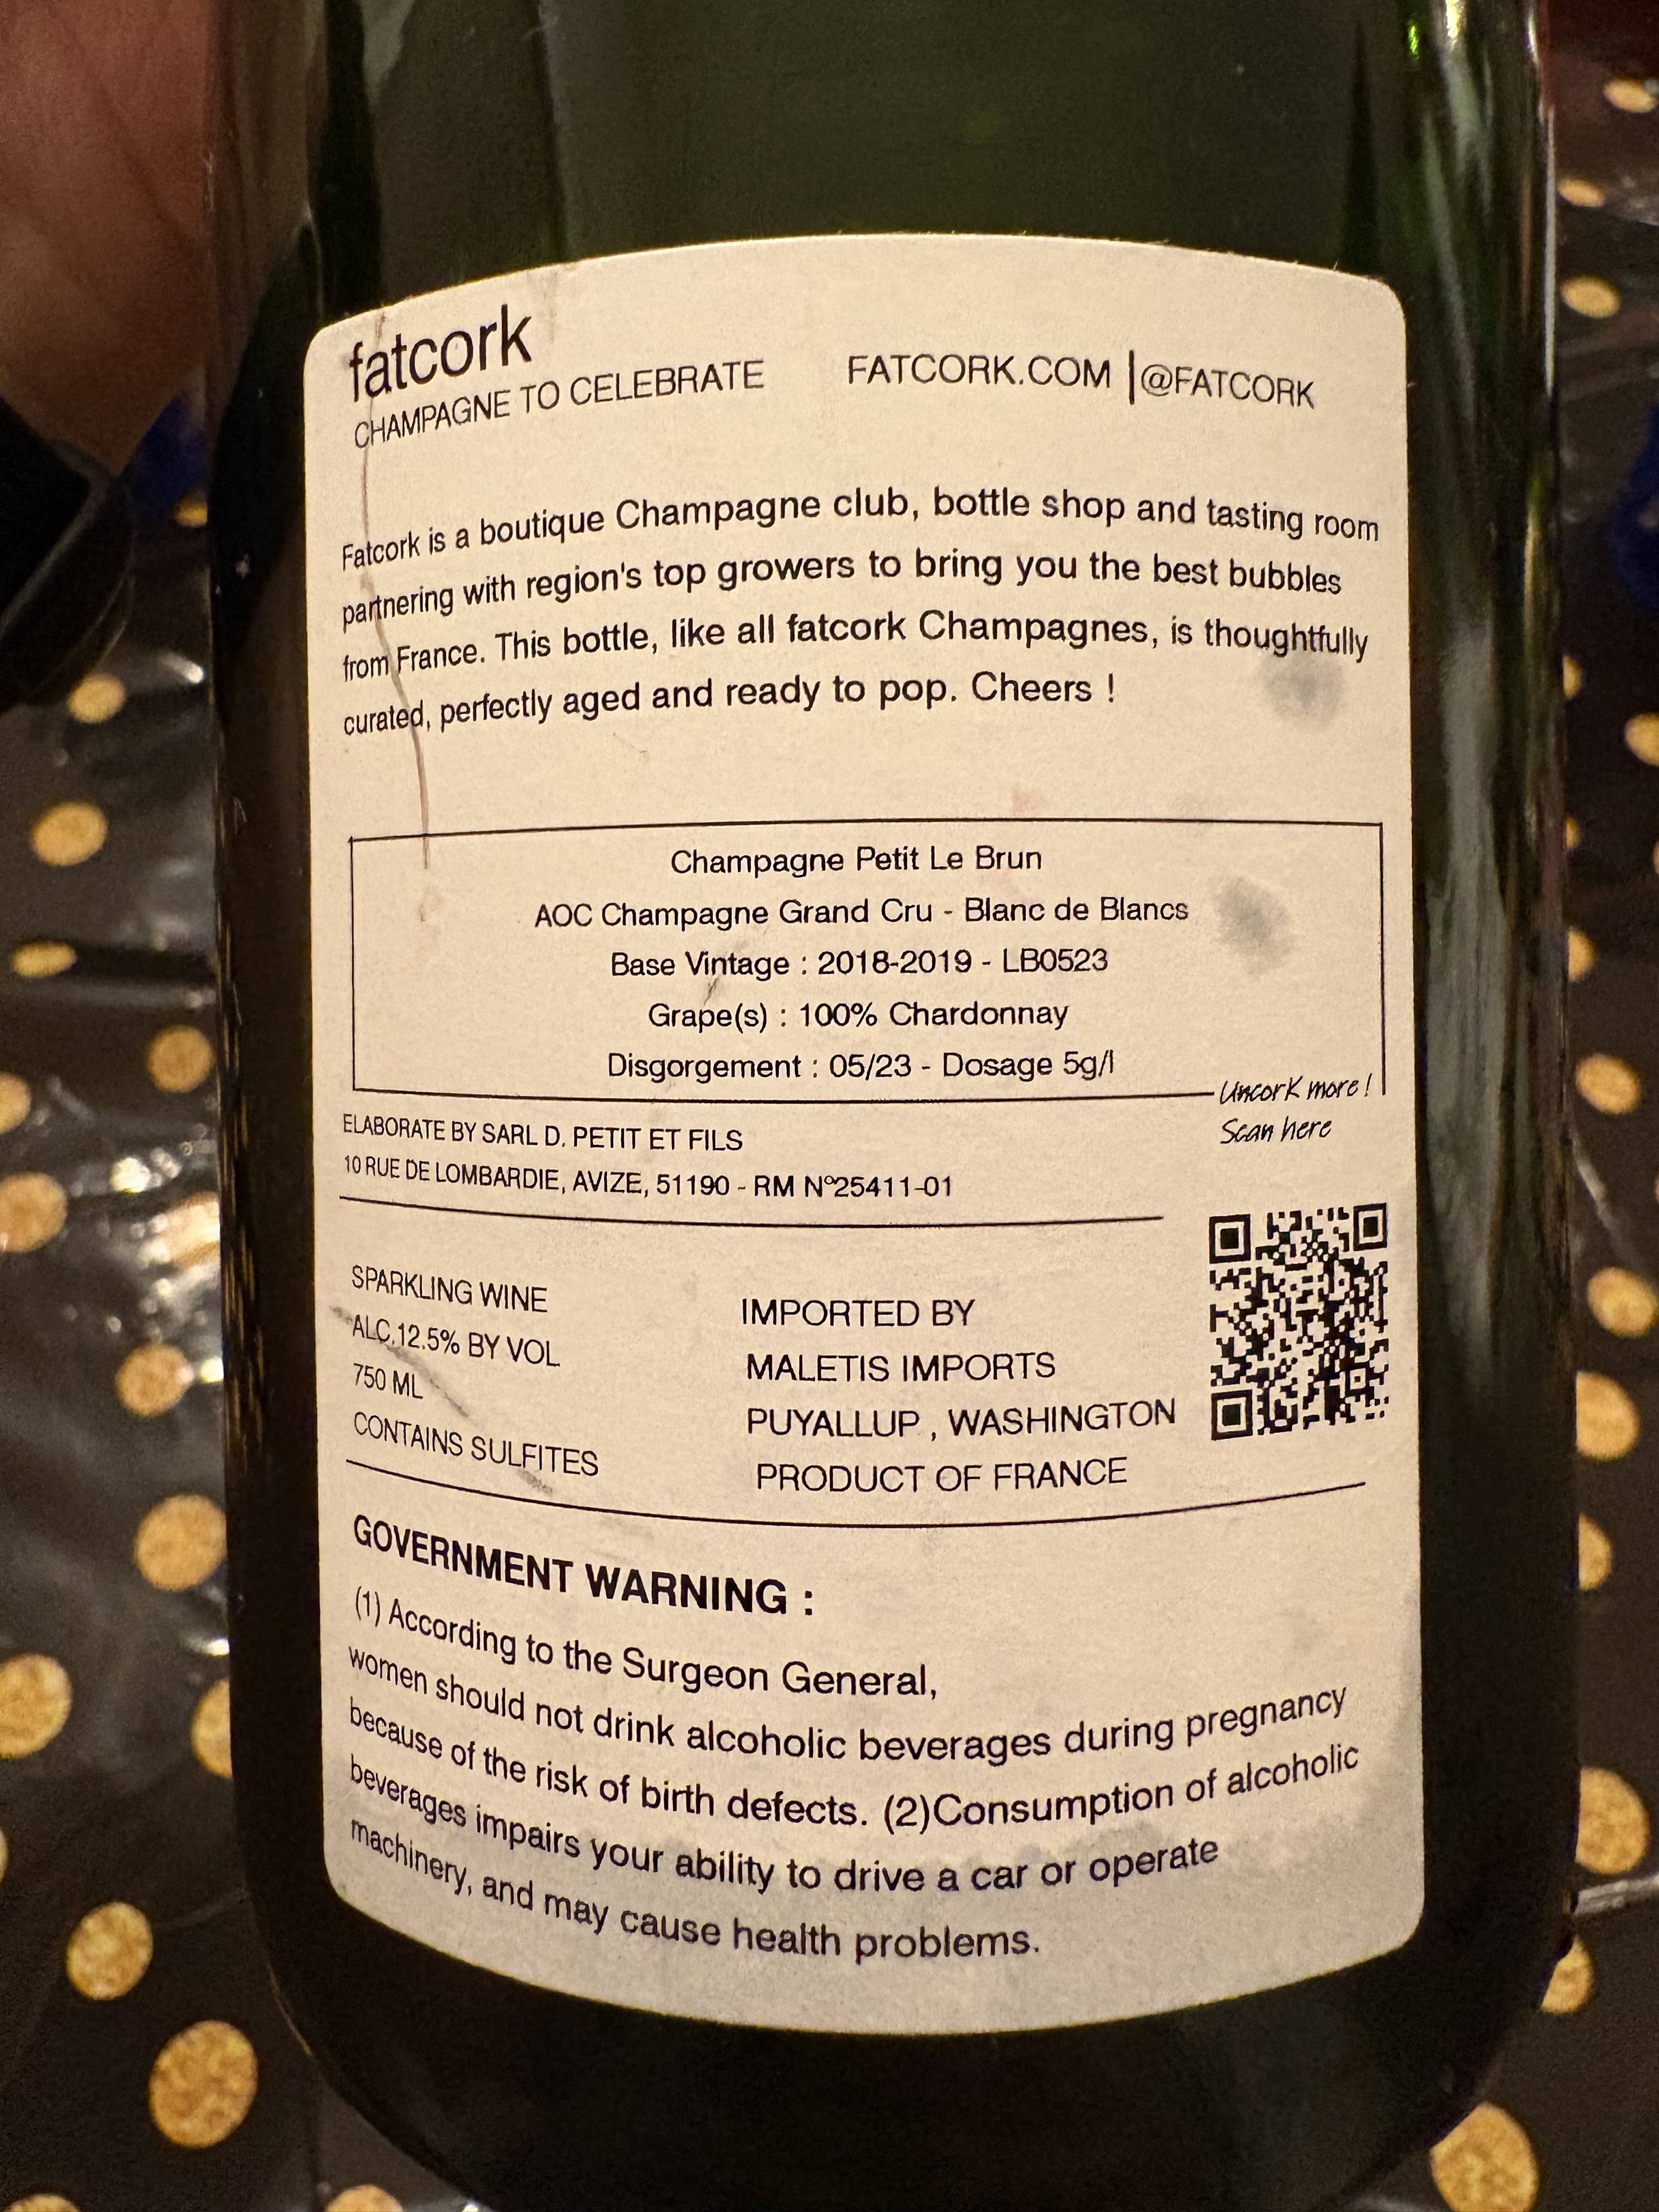 fatcork
CHAMPAGNE TO CELEBRATE
FATCORK.COM |@FATCORK
Fatcork is a boutique Champagne club, bottle shop and tasting room
partnering with region's top growers to bring you the best bubbles
from France. This bottle, like all fatcork Champagnes, is thoughtfully
curated, perfectly aged and ready to pop. Cheers !
Champagne Petit Le Brun
AOC Champagne Grand Cru - Blanc de Blancs
Base Vintage : 2018-2019 - LB0523
Grape(s) : 100% Chardonnay
Disgorgement : 05/23 - Dosage 5g/l
Uncork more !
Scan here
ELABORATE BY SARL D. PETIT ET FILS
10 RUE DE LOMBARDIE, AVIZE, 51190 - RM N°25411-01
SPARKLING WINE
ALC.12.5% BY VOL
750 ML
CONTAINS SULFITES
IMPORTED BY
MALETIS IMPORTS
PUYALLUP , WASHINGTON
PRODUCT OF FRANCE
GOVERNMENT WARNING :
(1) According to the Surgeon General,
women should not drink alcoholic beverages during pregnancy
because of the risk of birth defects. (2)Consumption of alcoholic
beverages impairs your ability to drive a car or operate
machinery, and may cause health problems.